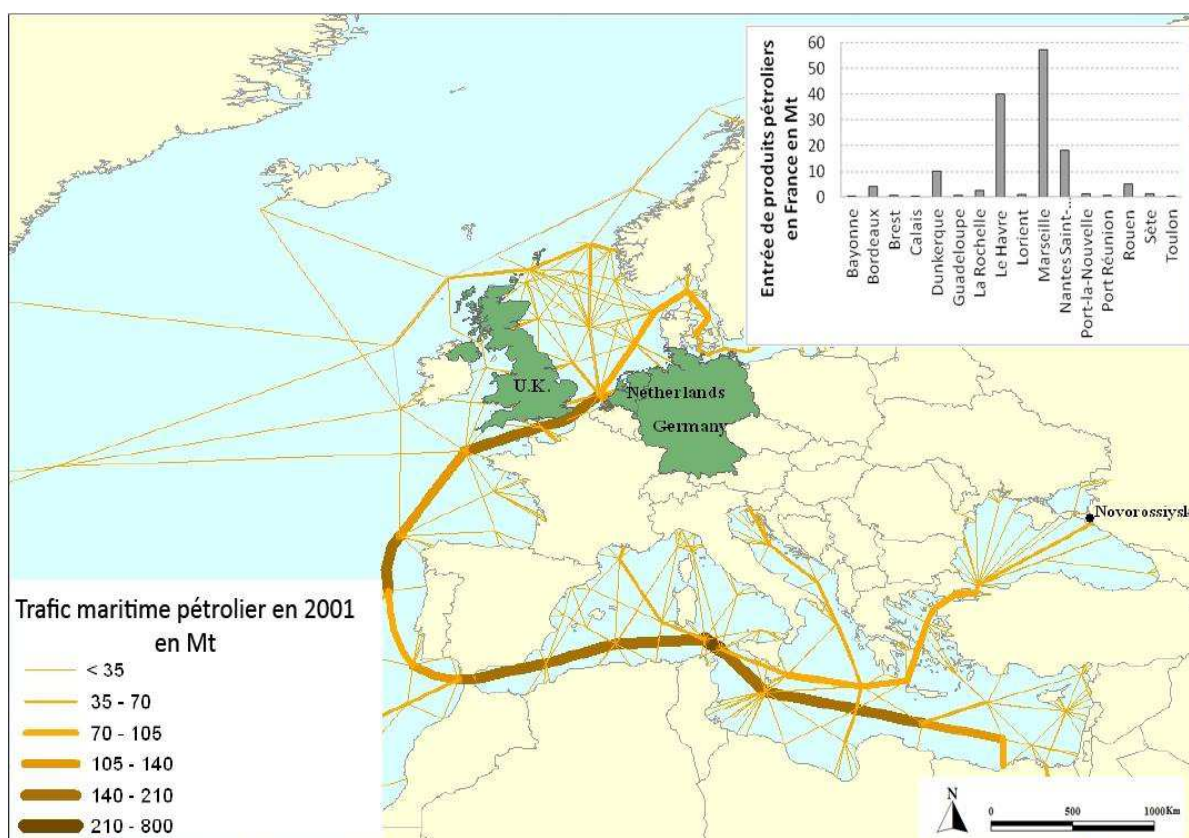 Entrée de produits pétroliers
en France en Mt
60
50
40
30
20
10
0
Bayonne
Bordeaux
Brest
Calais
Dunkerque
Guadeloupe
La Rochelle
Le Havre
Lorient
Marseille
Nantes Saint-…
Port-la-Nouvelle
Port Réunion
Rouen
Sète
Toulon
U.K.
Netherlands
Germany
Novorossiysk
Trafic maritime pétrolier en 2001
en Mt
< 35
35 - 70
70 - 105
105 - 140
140 - 210
210 - 800
N
0 500 1000Km